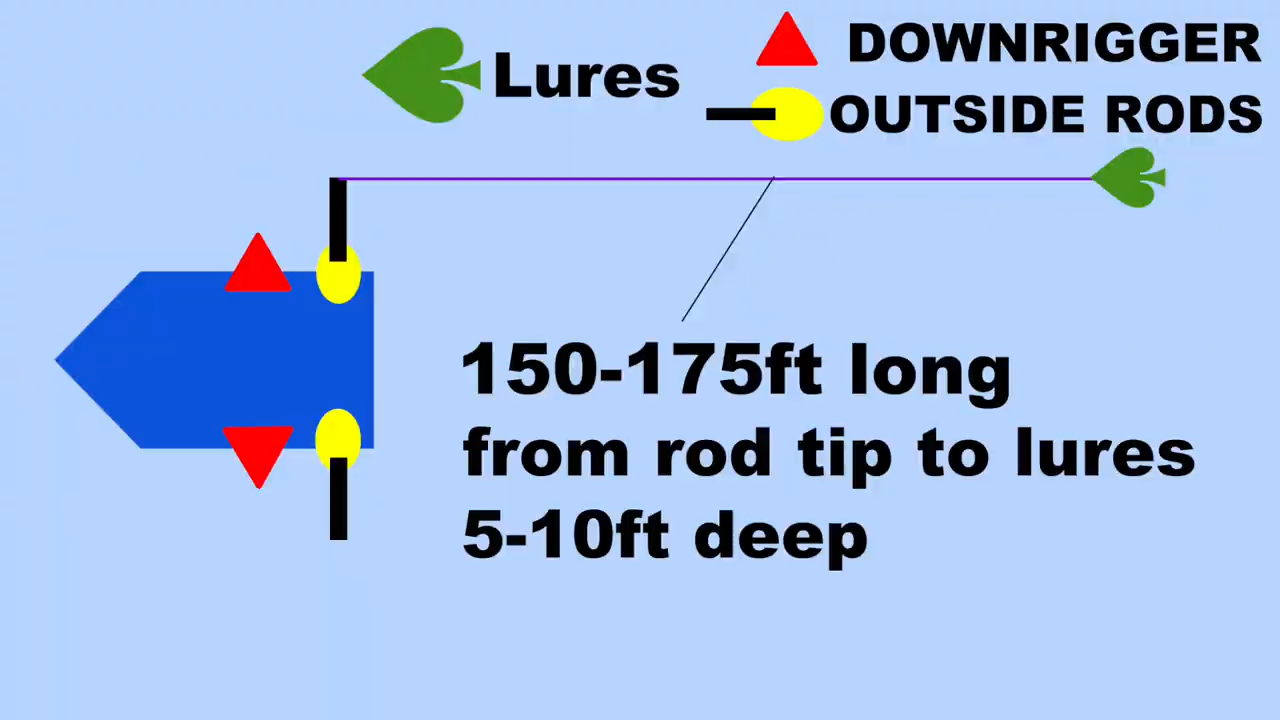 Lures
DOWNRIGGER
OUTSIDE RODS
150-175ft long
from rod tip to lures
5-10ft deep